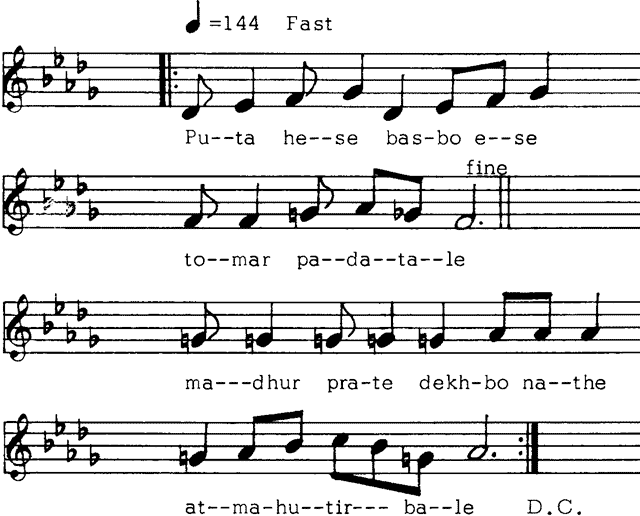 =144 Fast
Pu--ta he--se bas-bo e--se
fine
to--mar pa--da--ta--le
ma---dhur pra-te dekh-bo na--the
at--ma-hu--tir--- ba--le D.C.